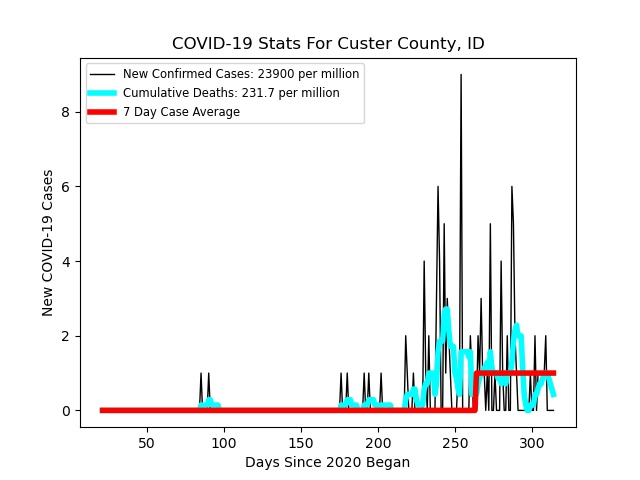 COVID-19 Stats For Custer County, ID
New Confirmed Cases: 23900 per million
Cumulative Deaths: 231.7 per million
7 Day Case Average
New COVID-19 Cases
8
6
4
2
0
50 100 150 200 250 300
Days Since 2020 Began